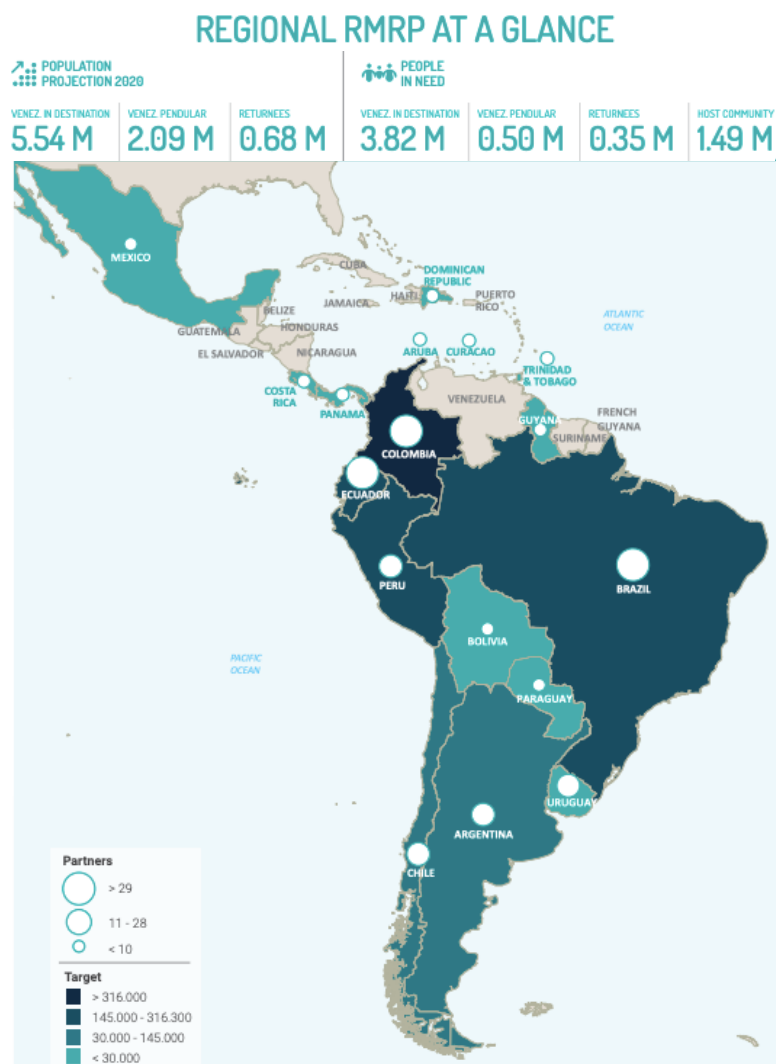 REGIONAL RMRP AT A GLANCE
POPULATION
PROJECTION 2020
PEOPLE
IN NEED
VENEZ. IN DESTINATION
5.54 M
VENEZ. PENDULAR
2.09 M
RETURNEES
0.68 M
VENEZ. IN DESTINATION
3.82 M
VENEZ. PENDULAR
0.50 M
RETURNEES
0.35 M
HOST COMMUNITY
1.49 M
MEXICO
CUBA
DOMINICAN
REPUBLIC
HAITI
PUERTO
RICO
JAMAICA
BELIZE
GUATEMALA
HONDURAS
EL SALVADOR
NICARAGUA
ATLANTIC
OCEAN
ARUBA
CURACAO
TRINIDAD
& TOBAGO
COSTA
RICA
PANAMA
VENEZUELA
GUYANA
FRENCH
GUYANA
SURINAME
COLOMBIA
ECUADOR
PERU
BRAZIL
BOLIVIA
PACIFIC
OCEAN
PARAGUAY
URUGUAY
ARGENTINA
CHILE
Partners
> 29
11 - 28
< 10
Target
> 316.000
145.000 - 316.300
30.000 - 145.000
< 30.000